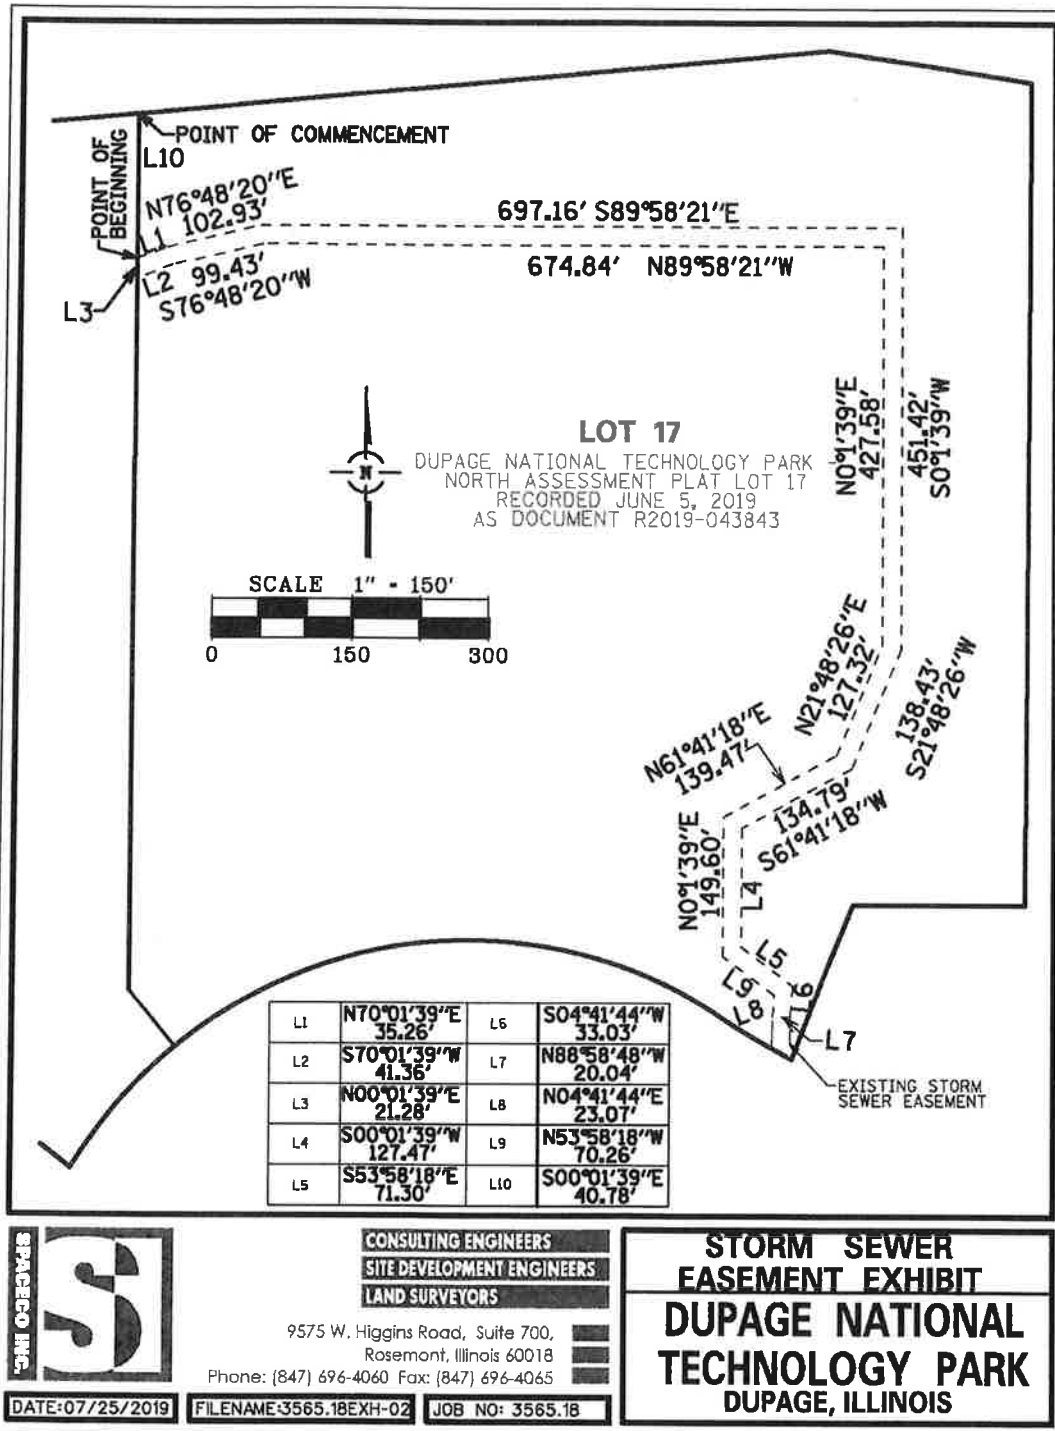 POINT OF COMMENCEMENT
POINT OF
BEGINNING
L10
N76°48'20"E
102.93'
L1
L2 99.43'
S76°48'20"W
L3
697.16' S89°58'21"E
674.84' N89°58'21"W
N0°1'39"E
427.58'
451.42'
S0°1'39"W
LOT 17
DUPAGE NATIONAL TECHNOLOGY PARK
NORTH ASSESSMENT PLAT LOT 17
RECORDED JUNE 5, 2019
AS DOCUMENT R2019-043843
N
SCALE 1" - 150'
0 150 300
N21°48'26"E
127.32'
138.43'
S21°48'26"W
N61°41'18"E
139.47'
134.79'
S61°41'18"W
N0°1'39"E
149.60'
L4
L5
L9
L8
L6
L7
EXISTING STORM
SEWER EASEMENT
L1 N70°01'39"E 35.26' L6 S04°41'44"W 33.03'
L2 S70°01'39"W 41.36' L7 N88°58'48"W 20.04'
L3 N00°01'39"E 21.28' L8 N04°41'44"E 23.07'
L4 S00°01'39"W 127.47' L9 N53°58'18"W 70.26'
L5 S53°58'18"E 71.30' L10 S00°01'39"E 40.78'
SPACECO INC.
CONSULTING ENGINEERS
SITE DEVELOPMENT ENGINEERS
LAND SURVEYORS
9575 W. Higgins Road, Suite 700,
Rosemont, Illinois 60018
Phone: (847) 696-4060 Fax: (847) 696-4065
DATE:07/25/2019
FILENAME:3565.18EXH-02
JOB NO: 3565.18
STORM SEWER
EASEMENT EXHIBIT
DUPAGE NATIONAL
TECHNOLOGY PARK
DUPAGE, ILLINOIS